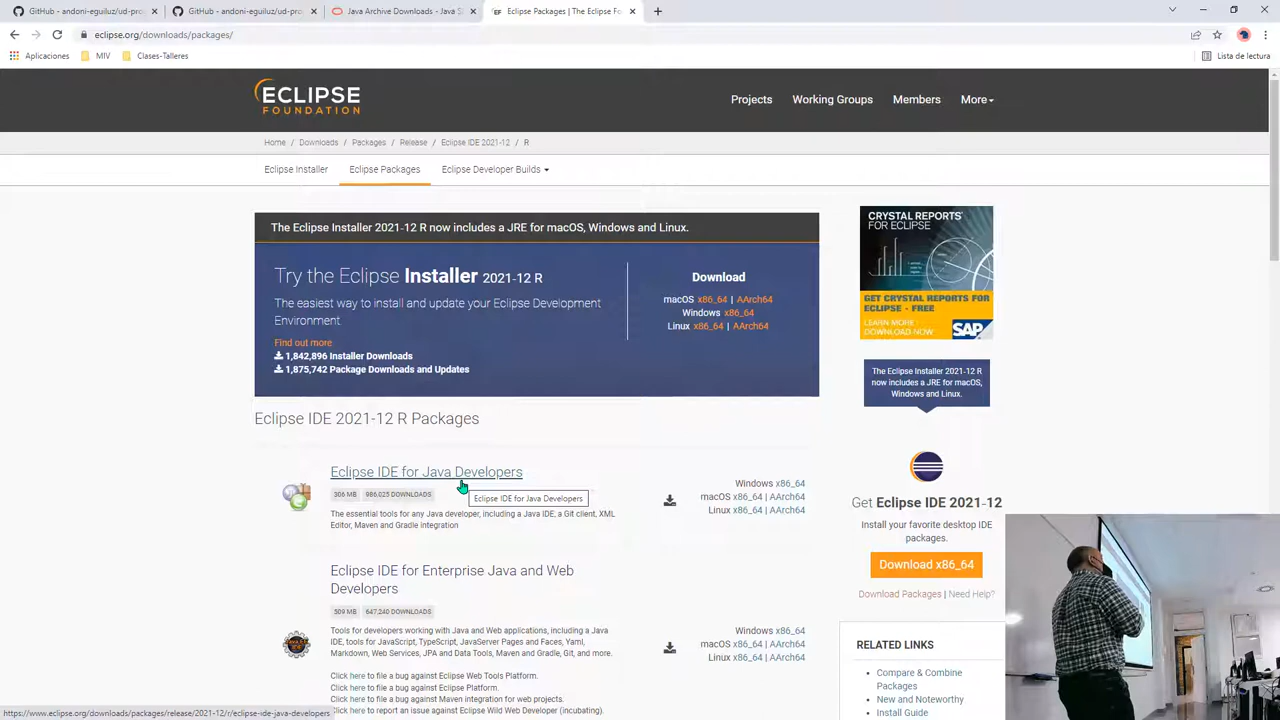 GitHub - andoni-eguiluz/ud-pro
GitHub - andoni-eguiluz/ud-pro
Java Archive Downloads - Java S
Eclipse Packages | The Eclipse Fo
eclipse.org/downloads/packages/
Aplicaciones
MIV
Clases-Talleres
Lista de lectura
ECLIPSE
FOUNDATION
Projects
Working Groups
Members
More
Home / Downloads / Packages / Release / Eclipse IDE 2021-12 / R
Eclipse Installer
Eclipse Packages
Eclipse Developer Builds
The Eclipse Installer 2021-12 R now includes a JRE for macOS, Windows and Linux.
Try the Eclipse Installer 2021-12 R
The easiest way to install and update your Eclipse Development
Environment.
Find out more
1,842,896 Installer Downloads
1,875,742 Package Downloads and Updates
Download
macOS x86_64 | AArch64
Windows x86_64
Linux x86_64 | AArch64
CRYSTAL REPORTS
FOR ECLIPSE
GET CRYSTAL REPORTS FOR
ECLIPSE - FREE
LEARN MORE /
DOWNLOAD NOW
SAP
The Eclipse Installer 2021-12 R
now includes a JRE for macOS,
Windows and Linux.
Eclipse IDE 2021-12 R Packages
Eclipse IDE for Java Developers
306 MB
986,025 DOWNLOADS
Eclipse IDE for Java Developers
The essential tools for any Java developer, including a Java IDE, a Git client, XML
Editor, Maven and Gradle integration
Windows x86_64
macOS x86_64 | AArch64
Linux x86_64 | AArch64
Get Eclipse IDE 2021-12
Install your favorite desktop IDE
packages.
Download x86_64
Download Packages | Need Help?
Eclipse IDE for Enterprise Java and Web
Developers
509 MB
647,240 DOWNLOADS
Tools for developers working with Java and Web applications, including a Java
IDE, tools for JavaScript, TypeScript, JavaServer Pages and Faces, Yaml,
Markdown, Web Services, JPA and Data Tools, Maven and Gradle, Git, and more.
Click here to file a bug against Eclipse Web Tools Platform.
Click here to file a bug against Eclipse Platform.
Click here to file a bug against Maven integration for web projects.
Click here to report an issue against Eclipse Wild Web Developer (incubating).
Windows x86_64
macOS x86_64 | AArch64
Linux x86_64 | AArch64
RELATED LINKS
Compare & Combine
Packages
New and Noteworthy
Install Guide
https://www.eclipse.org/downloads/packages/release/2021-12/r/eclipse-ide-java-developers